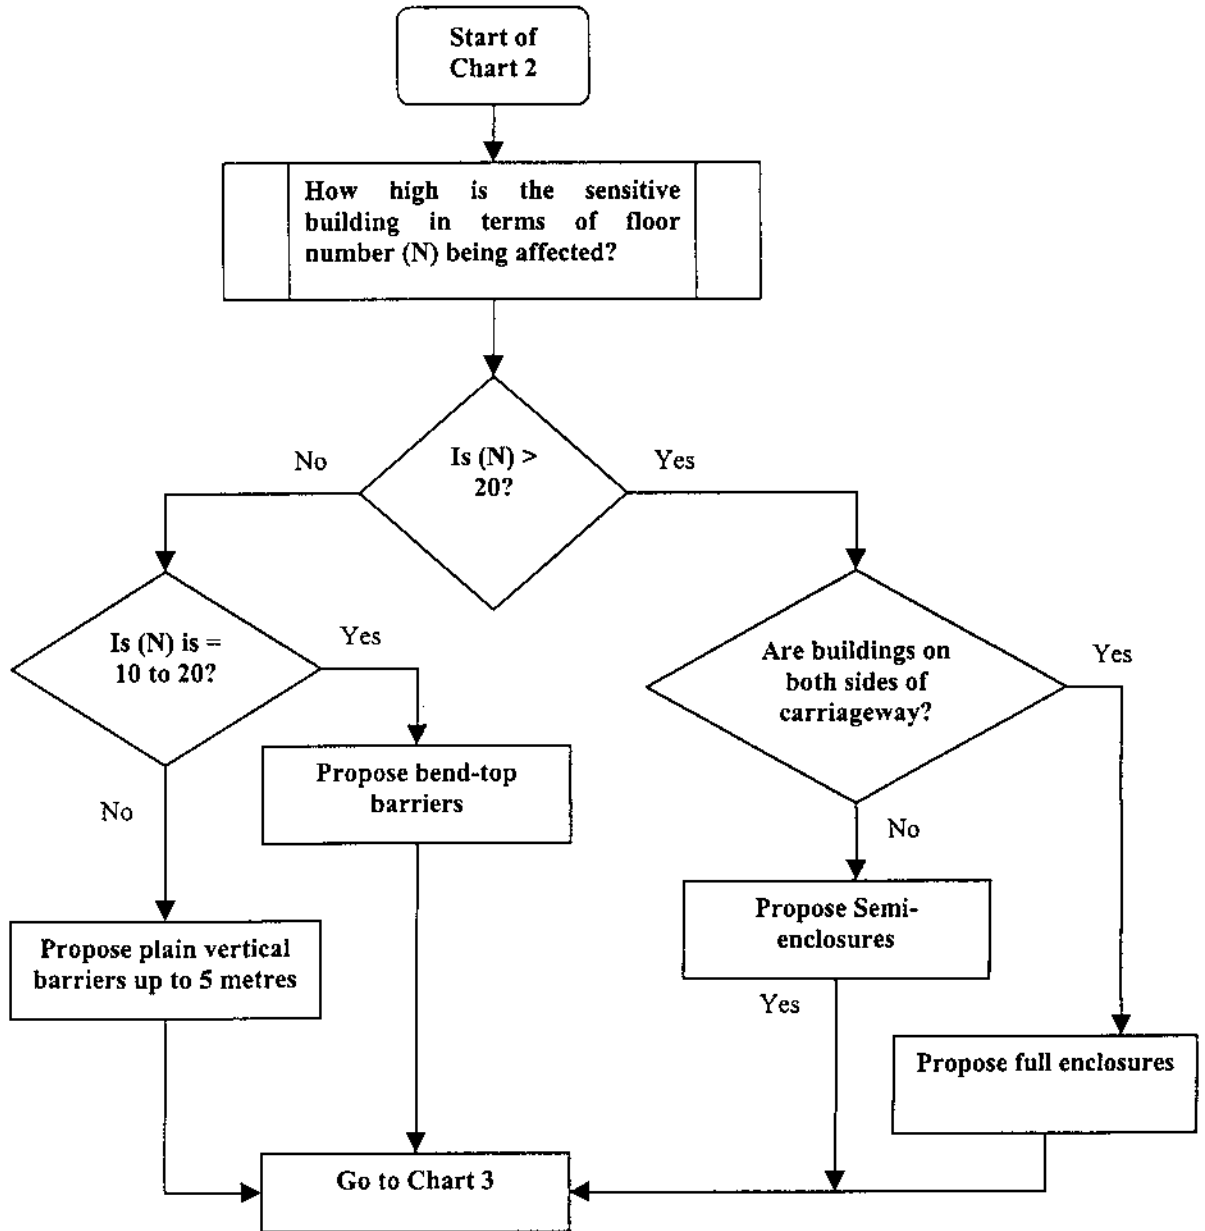 Start of
Chart 2
How high is the sensitive
building in terms of floor
number (N) being affected?
Is (N) >
20?
No
Yes
Is (N) is =
10 to 20?
Yes
No
Are buildings on
both sides of
carriageway?
Yes
No
Propose bend-top
barriers
Propose plain vertical
barriers up to 5 metres
Propose Semi-
enclosures
Yes
Propose full enclosures
Go to Chart 3